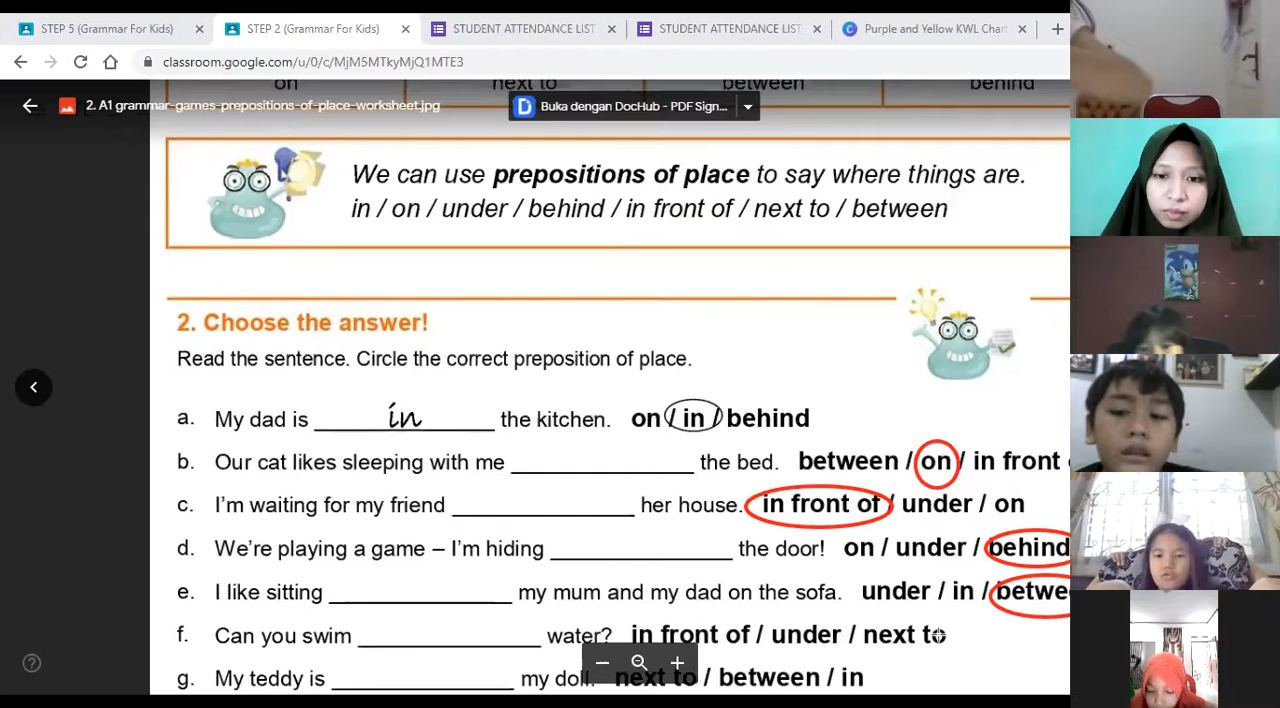 STEP 5 (Grammar For Kids) STEP 2 (Grammar For Kids) STUDENT ATTENDANCE LIST STUDENT ATTENDANCE LIST Purple and Yellow KWL Chart
classroom.google.com/u/0/c/MjM5MTkyMjQ1MTE3
on next to between behind
2. A1 grammar-games-prepositions-of-place-worksheet.jpg Buka dengan DocHub - PDF Sign...
We can use prepositions of place to say where things are.
in / on / under / behind / in front of / next to / between
2. Choose the answer!
Read the sentence. Circle the correct preposition of place.
a. My dad is in the kitchen. on / in / behind
b. Our cat likes sleeping with me ____ the bed. between / on / in front
c. I'm waiting for my friend ____ her house. in front of / under / on
d. We're playing a game – I'm hiding ____ the door! on / under / behind
e. I like sitting ____ my mum and my dad on the sofa. under / in / betwe
f. Can you swim ____ water? in front of / under / next to
g. My teddy is ____ my doll. next to / between / in